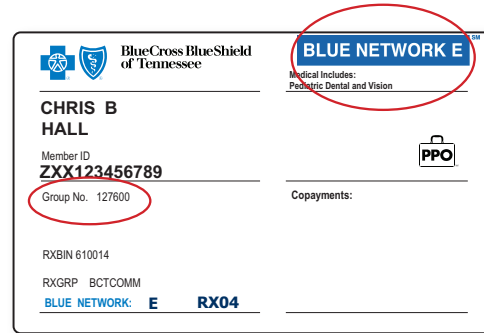 BlueCross BlueShield
of Tennessee
BLUE NETWORK E
SM
Medical Includes:
Pediatric Dental and Vision
CHRIS B
HALL
Member ID
ZXX123456789
PPO
Group No. 127600
Copayments:
RXBIN 610014
RXGRP BCTCOMM
BLUE NETWORK: E RX04